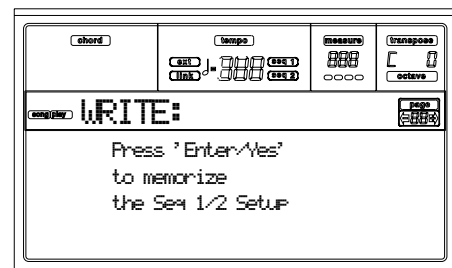 chord
tempo
measure
transpose
ext
seq 1
link
seq 2
C 0
octave
song|play
WRITE:
page
Press 'Enter/Yes'
to memorize
the Seq 1/2 Setup